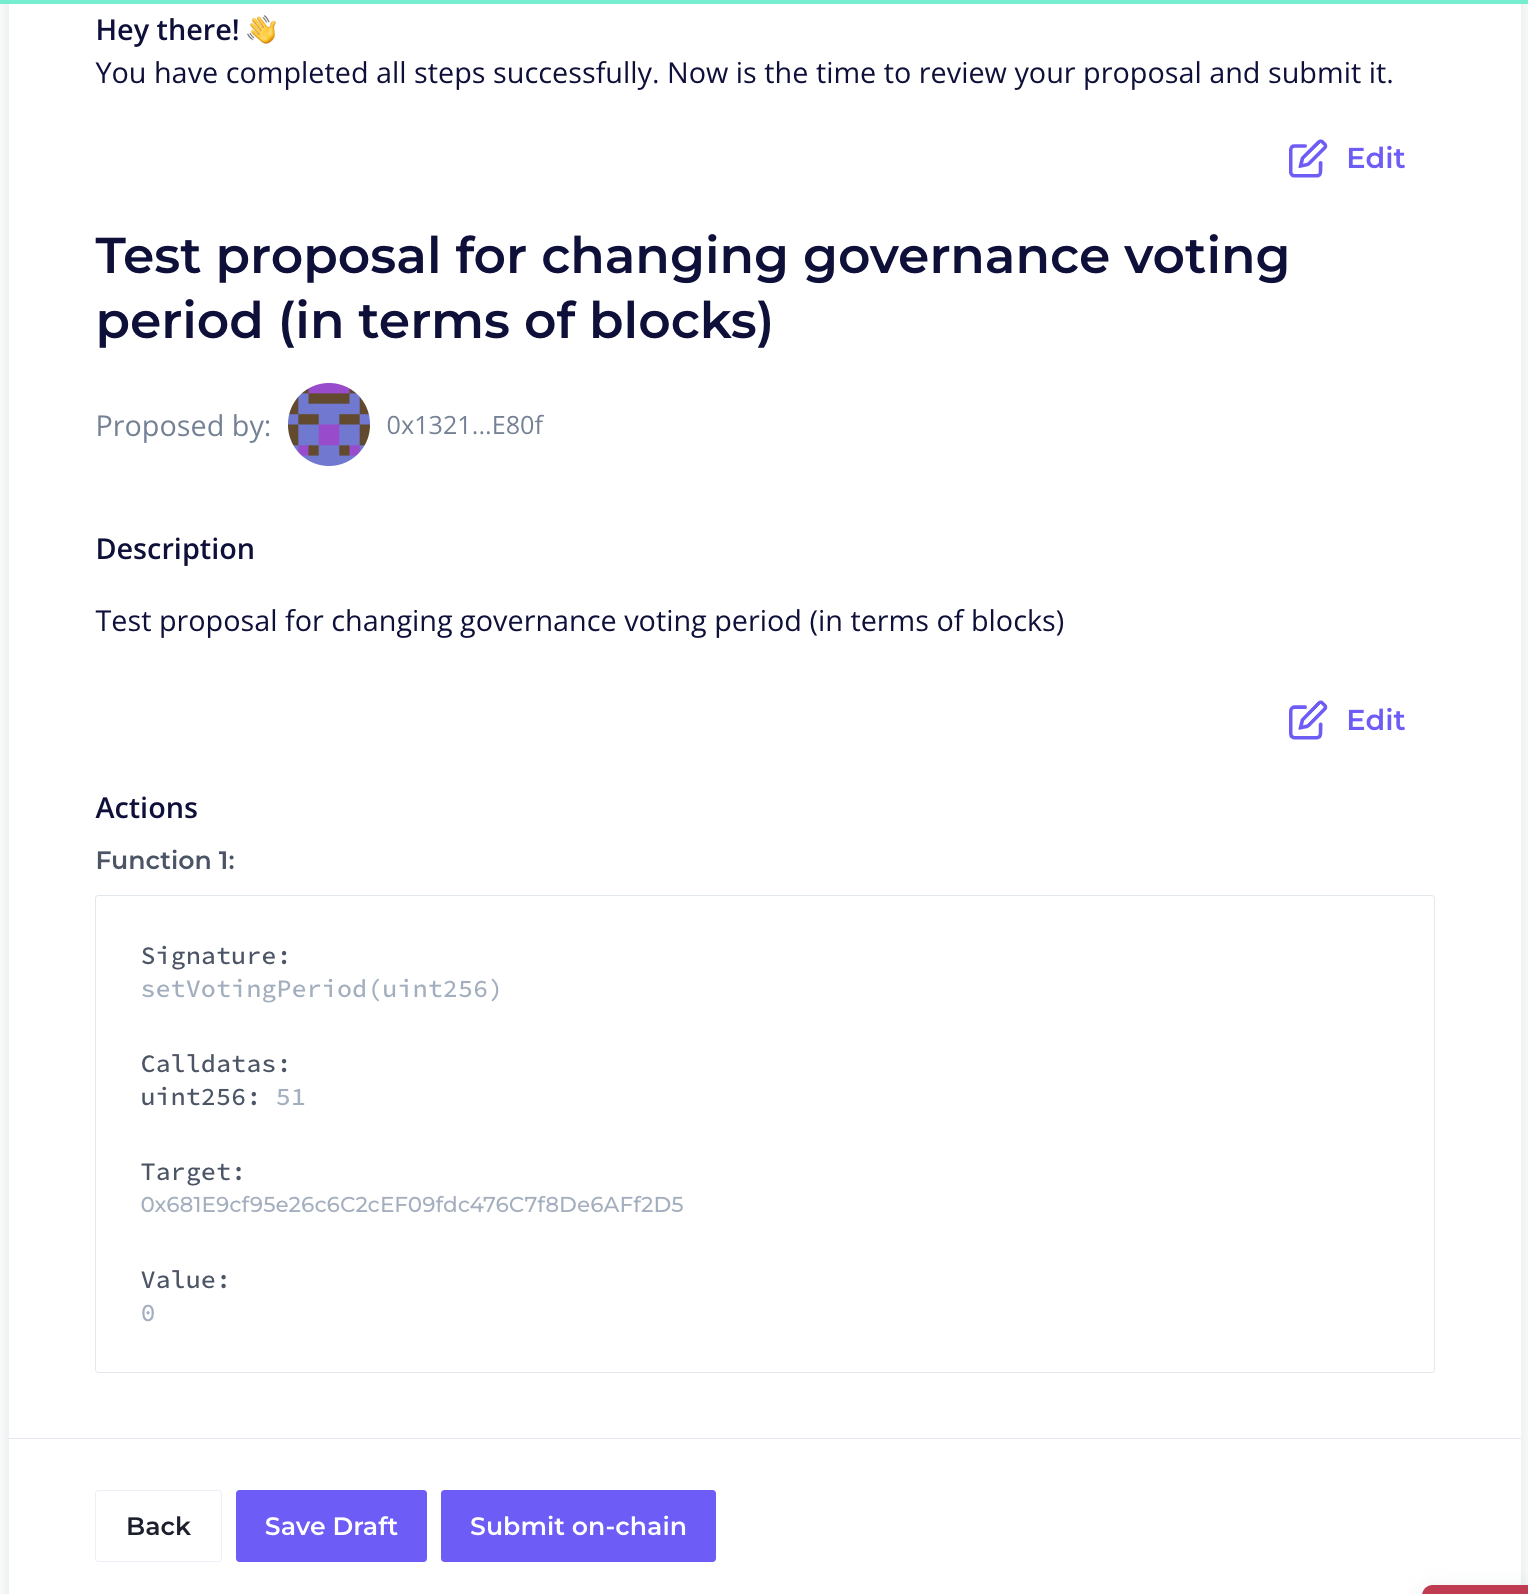 Hey there! 👋
You have completed all steps successfully. Now is the time to review your proposal and submit it.
Edit
Test proposal for changing governance voting
period (in terms of blocks)
Proposed by: 0x1321...E80f
Description
Test proposal for changing governance voting period (in terms of blocks)
Edit
Actions
Function 1:
Signature:
setVotingPeriod(uint256)
Calldatas:
uint256: 51
Target:
0x681E9cf95e26c6C2cEF09fdc476C7f8De6AFf2D5
Value:
0
Back
Save Draft
Submit on-chain